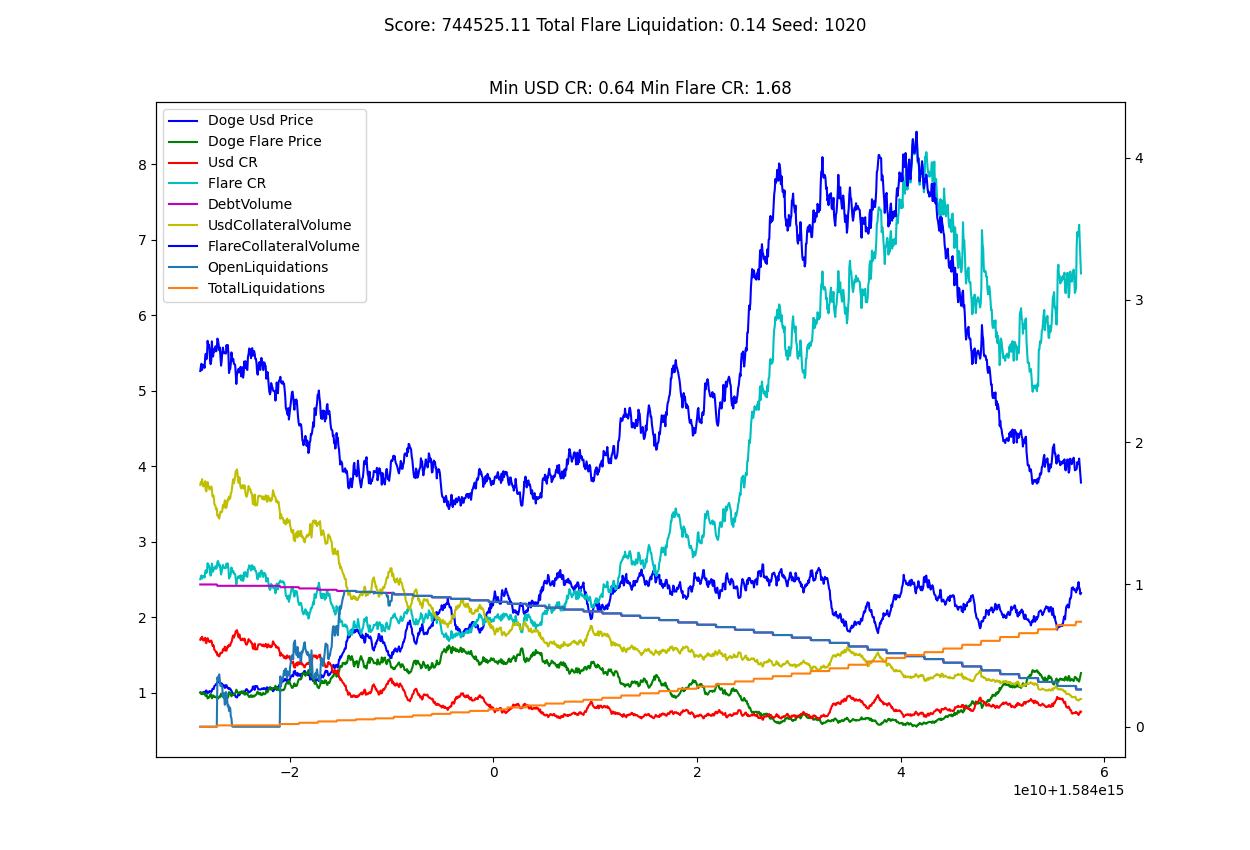 Score: 744525.11 Total Flare Liquidation: 0.14 Seed: 1020
Min USD CR: 0.64 Min Flare CR: 1.68
Doge Usd Price
Doge Flare Price
Usd CR
Flare CR
DebtVolume
UsdCollateralVolume
FlareCollateralVolume
OpenLiquidations
TotalLiquidations
8
7
6
5
4
3
2
1
4
3
2
1
0
−2
0
2
4
6
1e10+1.584e15